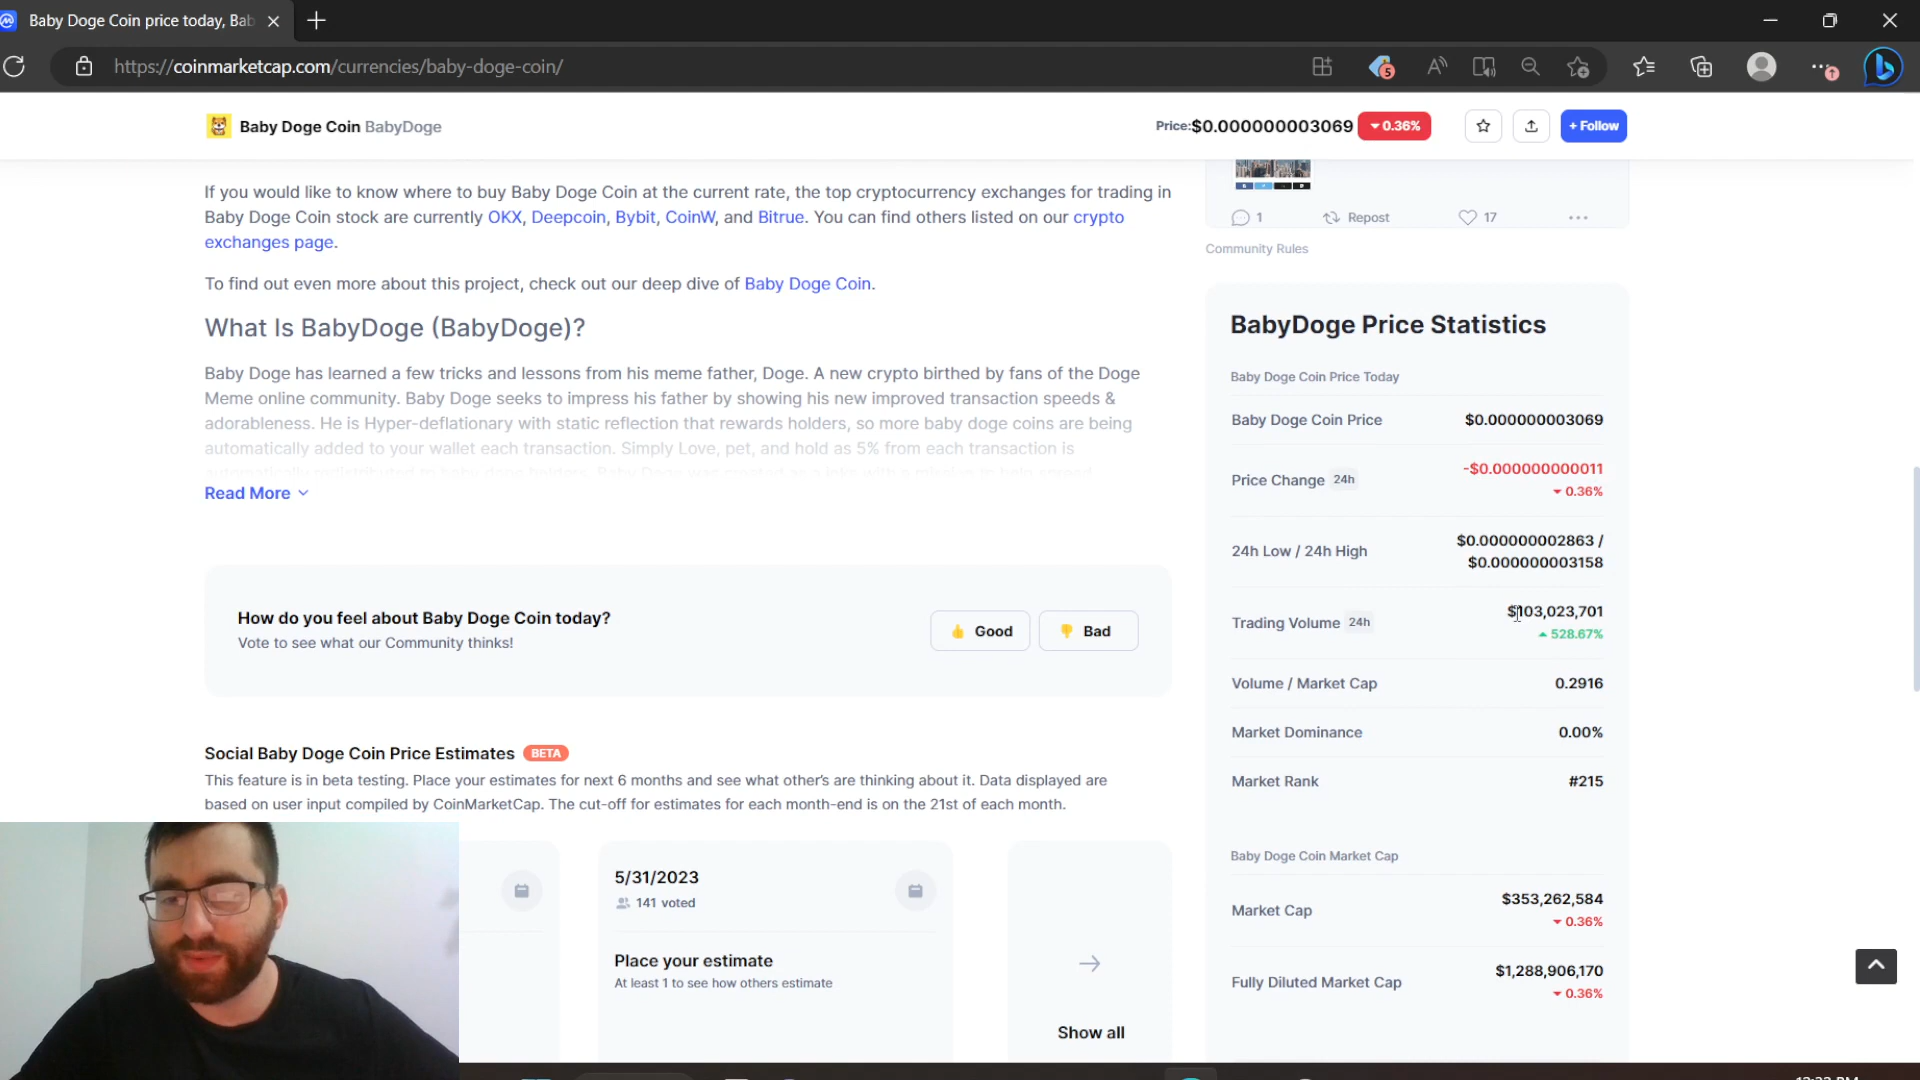 Baby Doge Coin price today, Bab
https://coinmarketcap.com/currencies/baby-doge-coin/
5
Baby Doge Coin BabyDoge
Price:$0.000000003069 0.36%
+ Follow
If you would like to know where to buy Baby Doge Coin at the current rate, the top cryptocurrency exchanges for trading in
Baby Doge Coin stock are currently OKX, Deepcoin, Bybit, CoinW, and Bitrue. You can find others listed on our crypto
exchanges page.
To find out even more about this project, check out our deep dive of Baby Doge Coin.
What Is BabyDoge (BabyDoge)?
Baby Doge has learned a few tricks and lessons from his meme father, Doge. A new crypto birthed by fans of the Doge
Meme online community. Baby Doge seeks to impress his father by showing his new improved transaction speeds &
adorableness. He is Hyper-deflationary with static reflection that rewards holders, so more baby doge coins are being
automatically added to your wallet each transaction. Simply Love, pet, and hold as 5% from each transaction is
Read More
How do you feel about Baby Doge Coin today?
Vote to see what our Community thinks!
Good
Bad
Social Baby Doge Coin Price Estimates BETA
This feature is in beta testing. Place your estimates for next 6 months and see what other's are thinking about it. Data displayed are
based on user input compiled by CoinMarketCap. The cut-off for estimates for each month-end is on the 21st of each month.
5/31/2023
141 voted
Place your estimate
At least 1 to see how others estimate
Show all
1 Repost 17
Community Rules
BabyDoge Price Statistics
Baby Doge Coin Price Today
Baby Doge Coin Price $0.000000003069
Price Change 24h -$0.000000000011
0.36%
24h Low / 24h High $0.000000002863 /
$0.000000003158
Trading Volume 24h $103,023,701
528.67%
Volume / Market Cap 0.2916
Market Dominance 0.00%
Market Rank #215
Baby Doge Coin Market Cap
Market Cap $353,262,584
0.36%
Fully Diluted Market Cap $1,288,906,170
0.36%